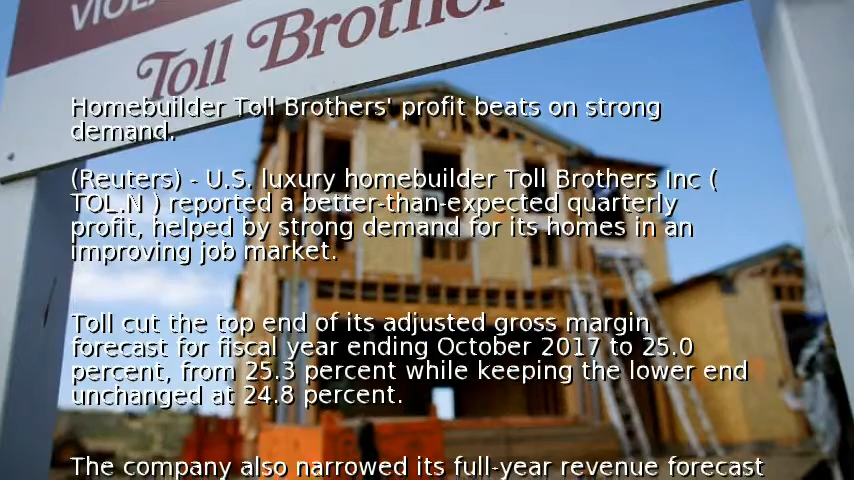 VIOL
Toll Brothers
Homebuilder Toll Brothers' profit beats on strong
demand.
(Reuters) - U.S. luxury homebuilder Toll Brothers Inc (
TOL.N ) reported a better-than-expected quarterly
profit, helped by strong demand for its homes in an
improving job market.
Toll cut the top end of its adjusted gross margin
forecast for fiscal year ending October 2017 to 25.0
percent, from 25.3 percent while keeping the lower end
unchanged at 24.8 percent.
The company also narrowed its full-year revenue forecast